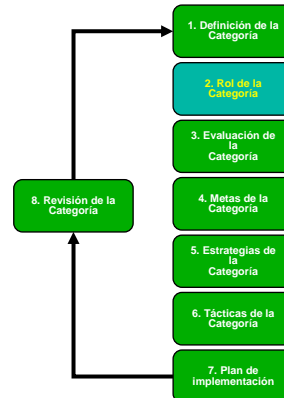 1. Definición de la
Categoría
2. Rol de la
Categoría
3. Evaluación de
la
Categoría
4. Metas de la
Categoría
5. Estrategias de
la
Categoría
6. Tácticas de la
Categoría
7. Plan de
implementación
8. Revisión de la
Categoría